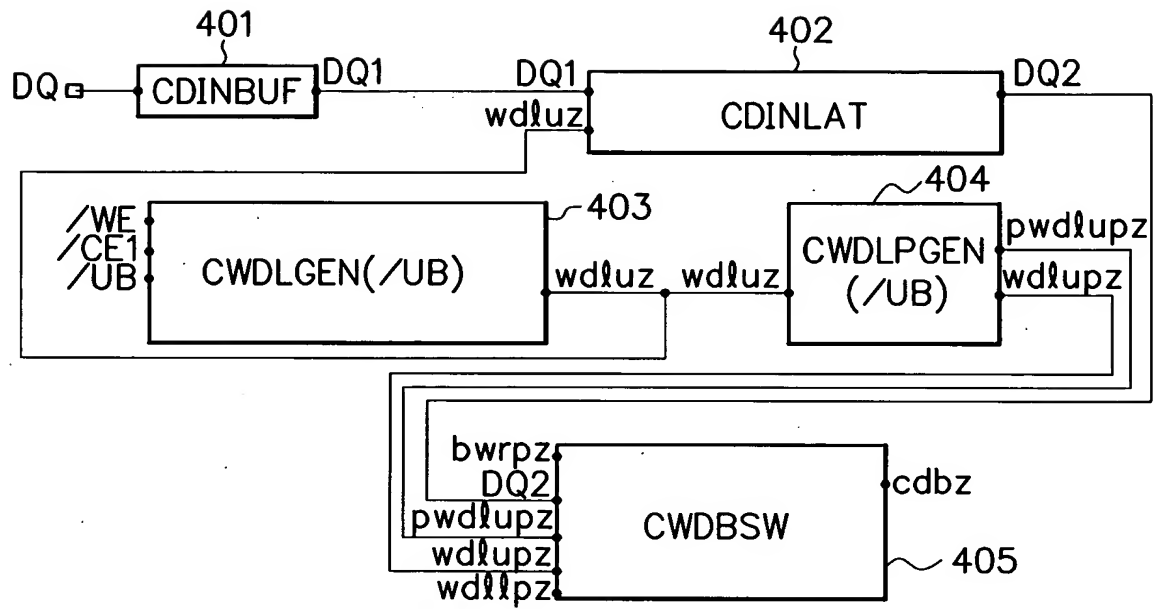 401
402
DQ
CDINBUF
DQ1
DQ1
wdℓuz
CDINLAT
DQ2
/WE
/CE1
/UB
CWDLGEN(/UB)
403
wdℓuz
wdℓuz
404
CWDLPGEN
(/UB)
pwdℓupz
wdℓupz
bwrpz
DQ2
pwdℓupz
wdℓupz
wdℓℓpz
CWDBSW
cdbz
405